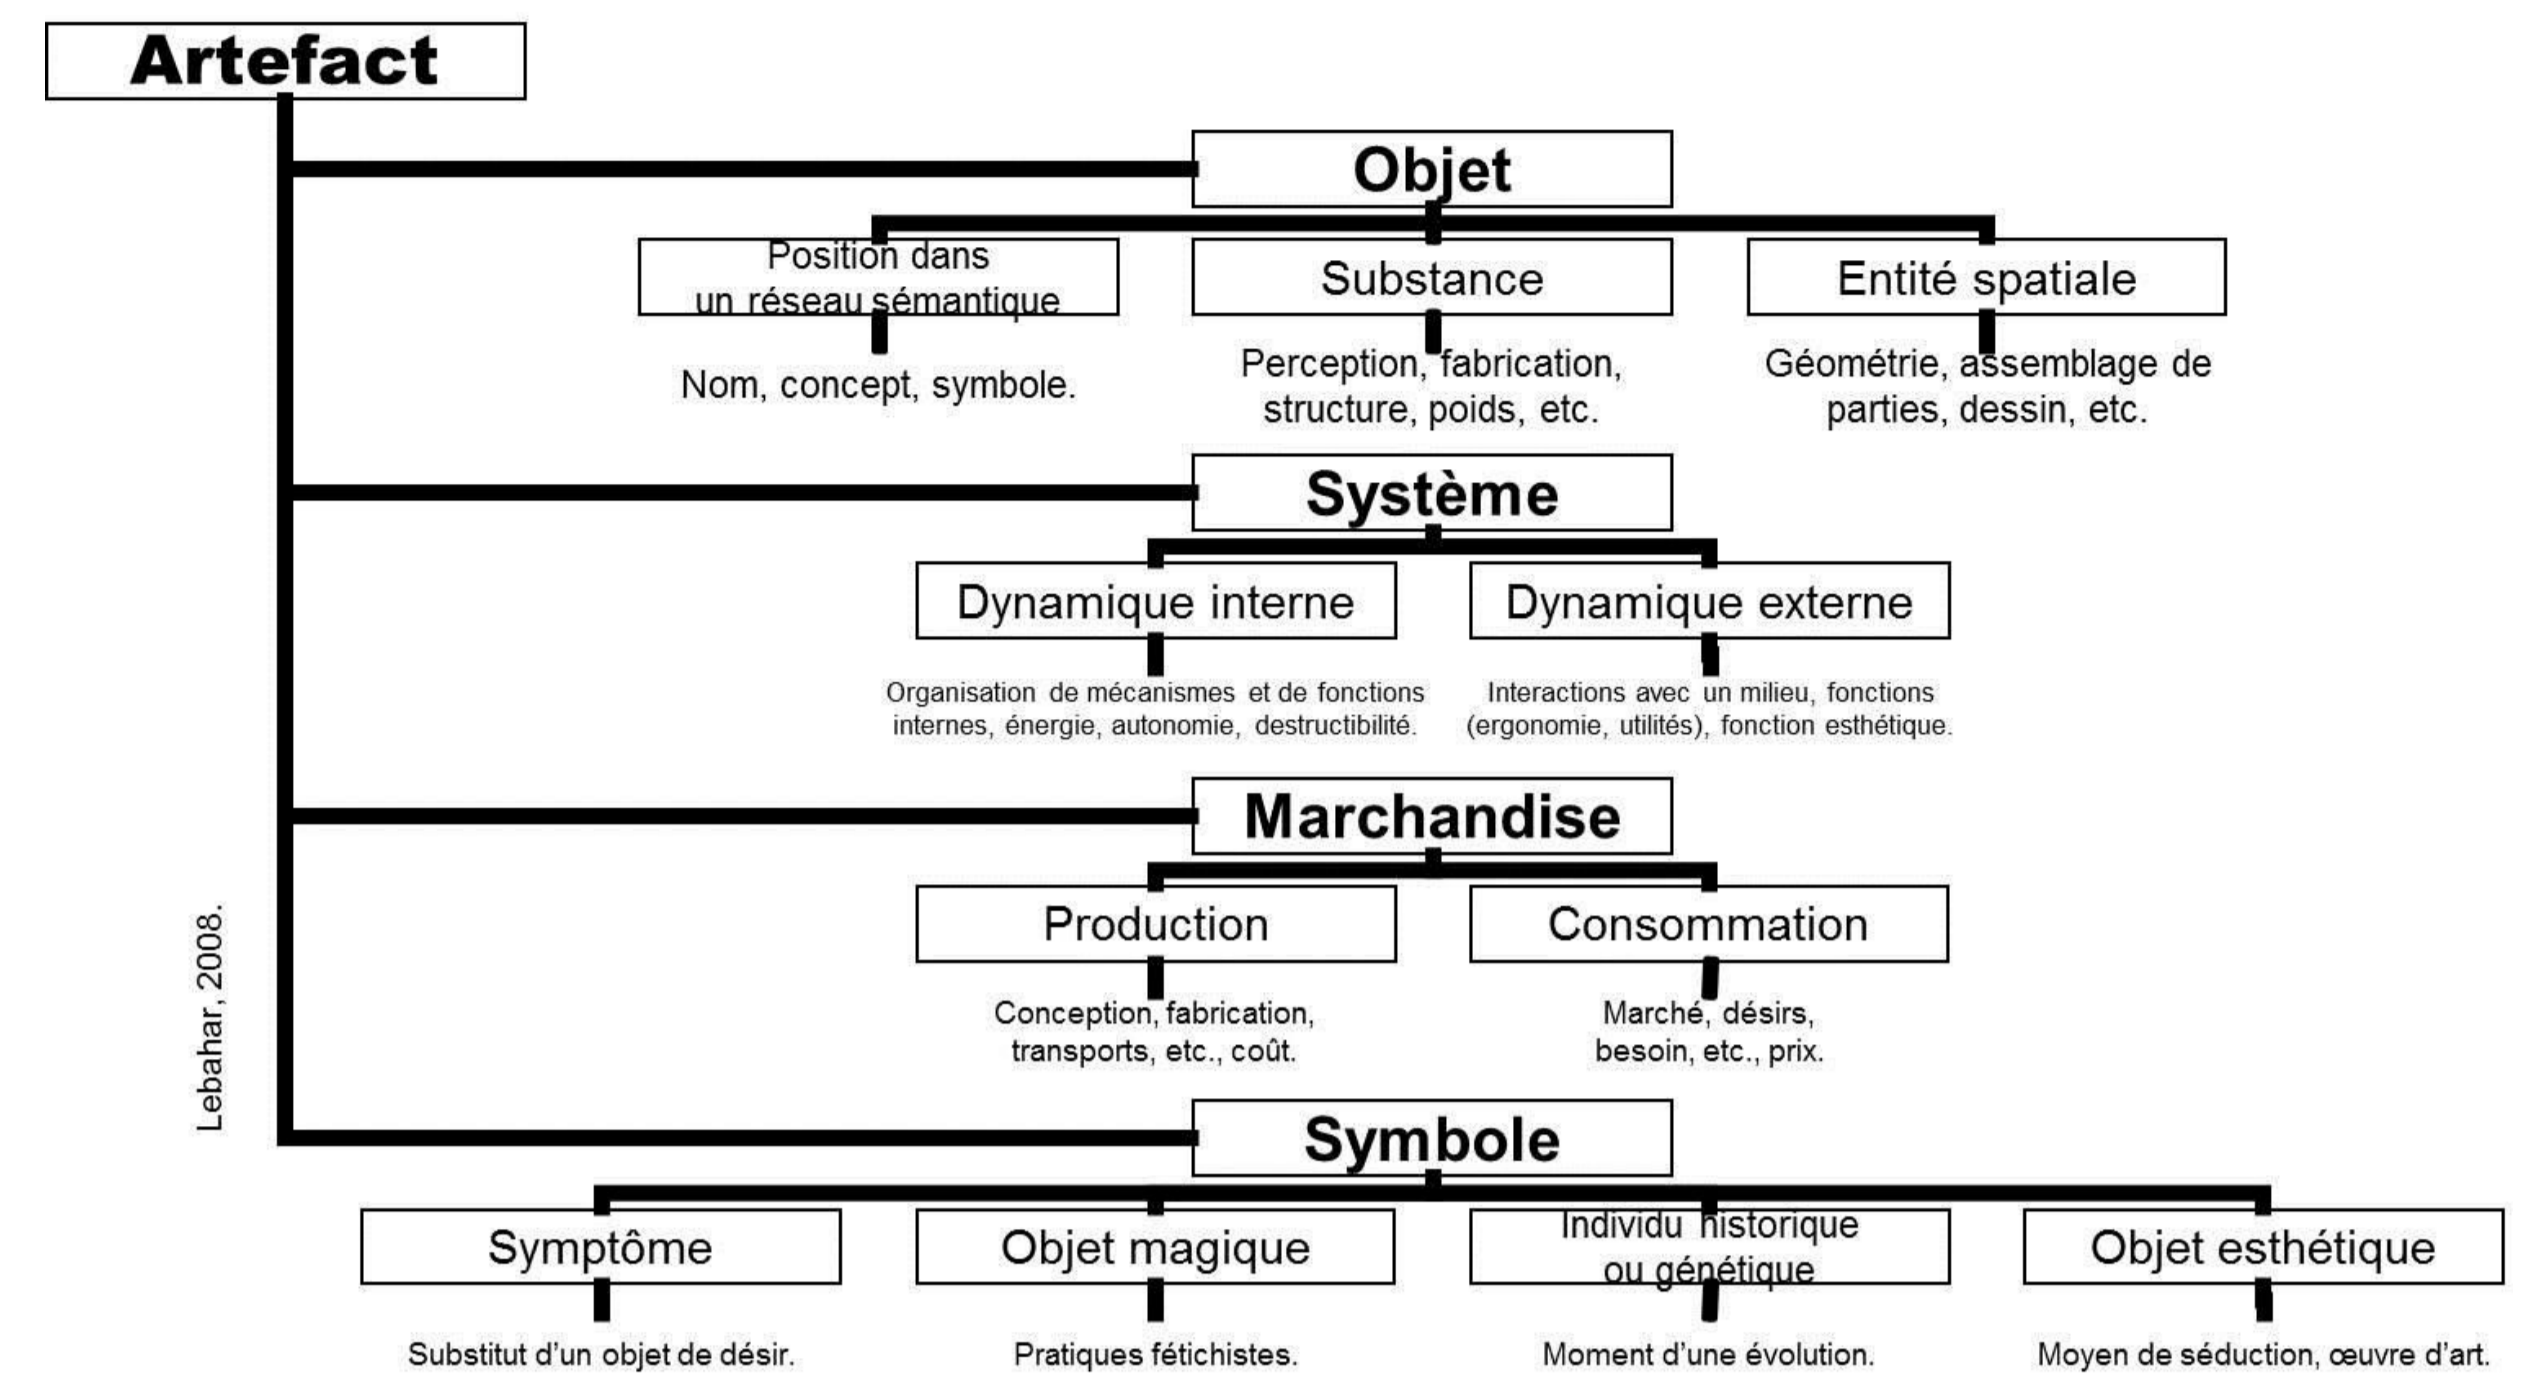 Artefact
Objet
Position dans
un réseau sémantique
Substance
Entité spatiale
Nom, concept, symbole.
Perception, fabrication,
structure, poids, etc.
Géométrie, assemblage de
parties, dessin, etc.
Système
Dynamique interne
Dynamique externe
Organisation de mécanismes et de fonctions
internes, énergie, autonomie, destructibilité.
Interactions avec un milieu, fonctions
(ergonomie, utilités), fonction esthétique.
Marchandise
Production
Consommation
Conception, fabrication,
transports, etc., coût.
Marché, désirs,
besoin, etc., prix.
Lebahar, 2008.
Symbole
Symptôme
Objet magique
Individu historique
ou génétique
Objet esthétique
Substitut d’un objet de désir.
Pratiques fétichistes.
Moment d’une évolution.
Moyen de séduction, œuvre d’art.